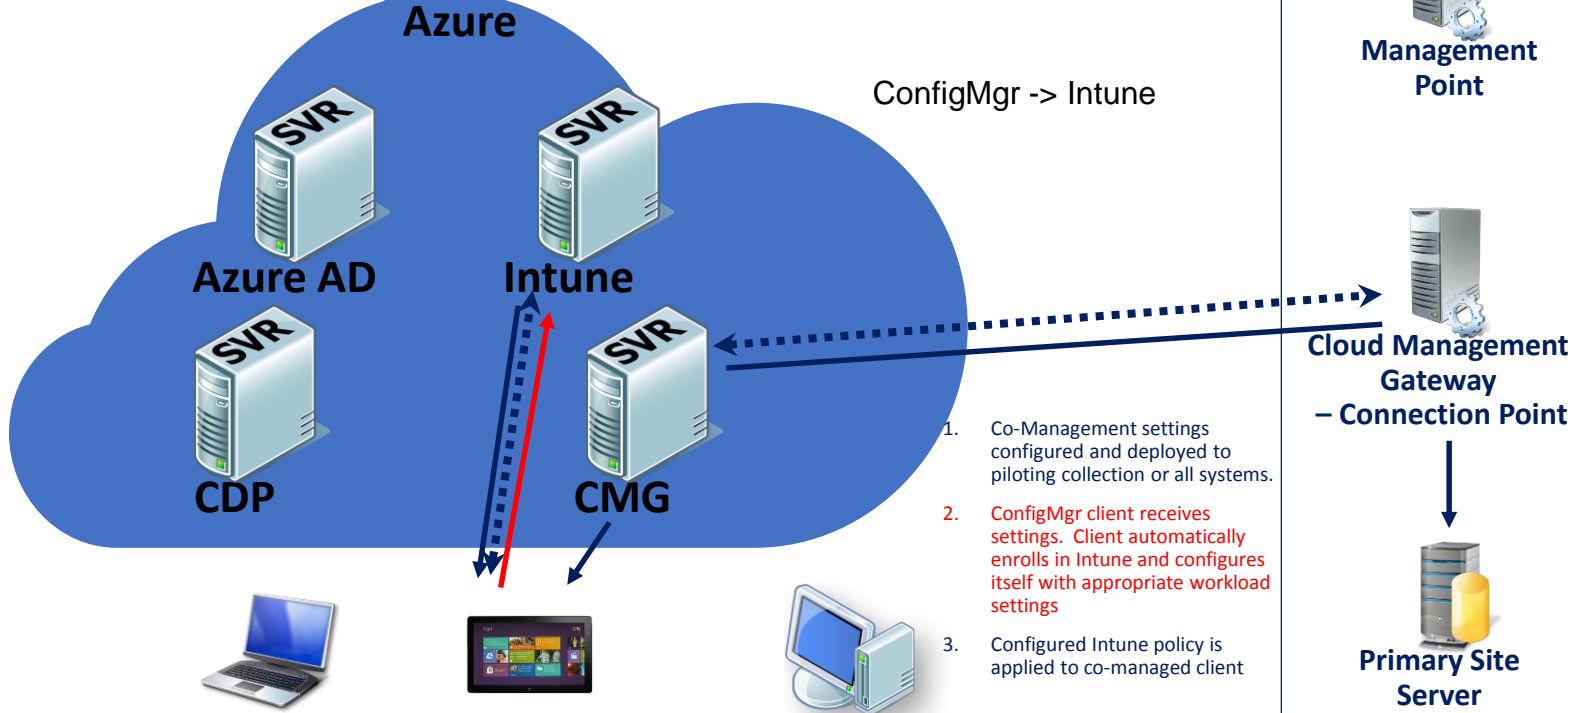 Azure
Management
Point
ConfigMgr -> Intune
SVR
SVR
Azure AD
Intune
SVR
SVR
CDP
CMG
Cloud Management
Gateway
– Connection Point
1. Co-Management settings
configured and deployed to
piloting collection or all systems.
2. ConfigMgr client receives
settings. Client automatically
enrolls in Intune and configures
itself with appropriate workload
settings
3. Configured Intune policy is
applied to co-managed client
Primary Site
Server
Start